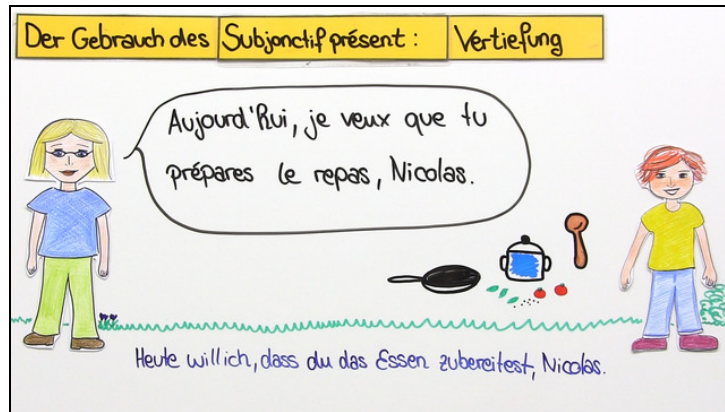 Der Gebrauch des Subjonctif présent : Vertiefung
Aujourd'hui, je veux que tu
prépares le repas, Nicolas.
Heute will ich, dass du das Essen zubereitest, Nicolas.